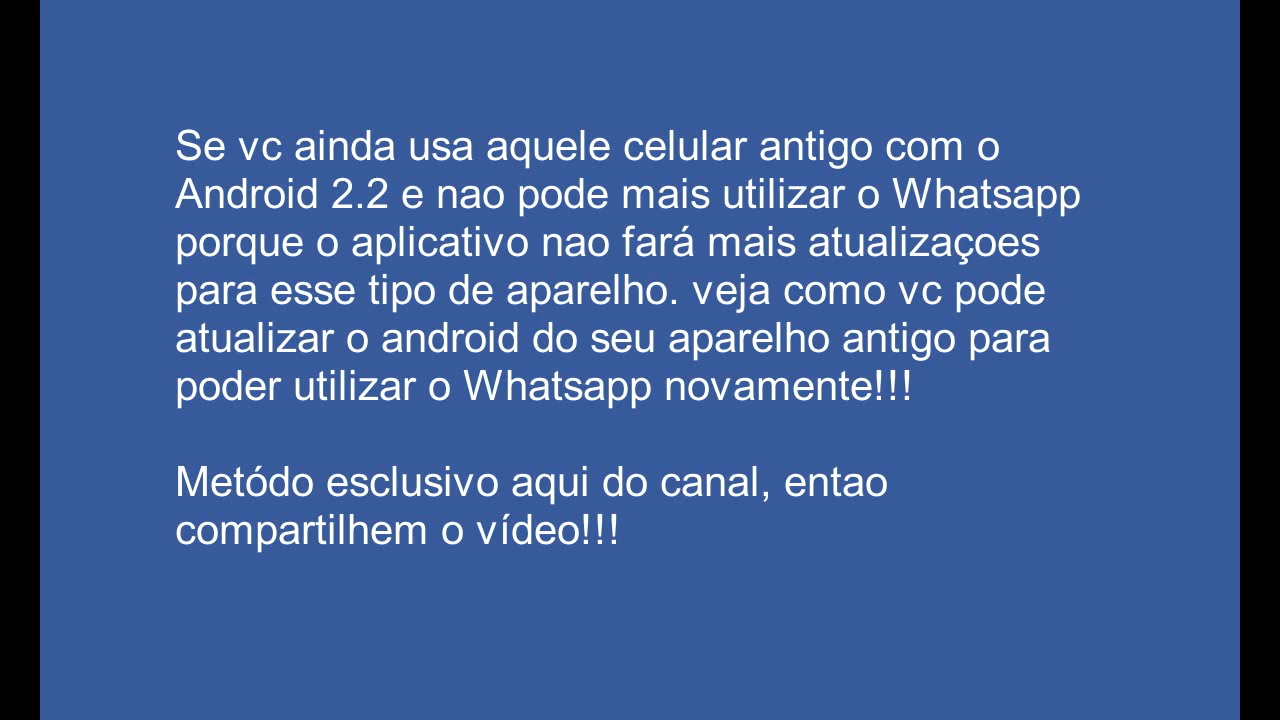 Se vc ainda usa aquele celular antigo com o
Android 2.2 e nao pode mais utilizar o Whatsapp
porque o aplicativo nao fará mais atualizaçoes
para esse tipo de aparelho. veja como vc pode
atualizar o android do seu aparelho antigo para
poder utilizar o Whatsapp novamente!!!
Metódo esclusivo aqui do canal, entao
compartilhem o vídeo!!!